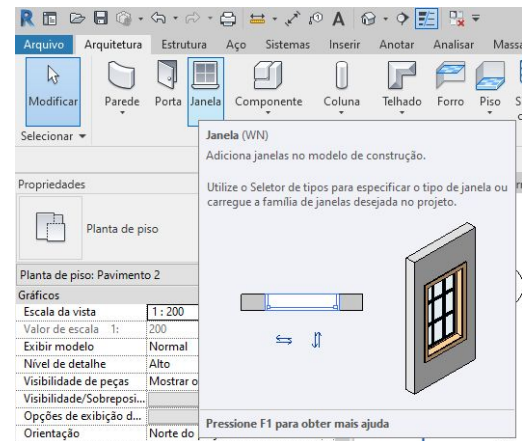 Arquivo Arquitetura Estrutura Aço Sistemas Inserir Anotar Analisar
Modificar Parede Porta Janela Componente Coluna Telhado Forro Piso
Selecionar
Janela (WN)
Adiciona janelas no modelo de construção.
Utilize o Seletor de tipos para especificar o tipo de janela ou
carregue a família de janelas desejada no projeto.
Pressione F1 para obter mais ajuda
Propriedades
Planta de piso
Planta de piso: Pavimento 2
Gráficos
Escala da vista 1 : 200
Valor de escala 1: 200
Exibir modelo Normal
Nível de detalhe Alto
Visibilidade de peças Mostrar o
Visibilidade/Sobreposi...
Opções de exibição d...
Orientação Norte do